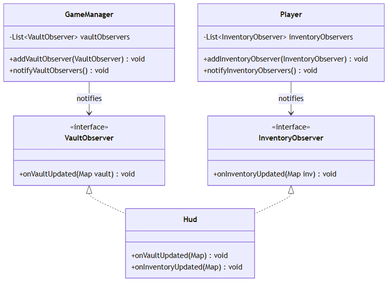 GameManager
-List<VaultObserver> vaultObservers
+addVaultObserver(VaultObserver) : void
+notifyVaultObservers() : void
Player
-List<InventoryObserver> inventoryObservers
+addInventoryObserver(InventoryObserver) : void
+notifyInventoryObservers() : void
notifies
notifies
«interface»
VaultObserver
+onVaultUpdated(Map vault) : void
«interface»
InventoryObserver
+onInventoryUpdated(Map inv) : void
Hud
+onVaultUpdated(Map) : void
+onInventoryUpdated(Map) : void